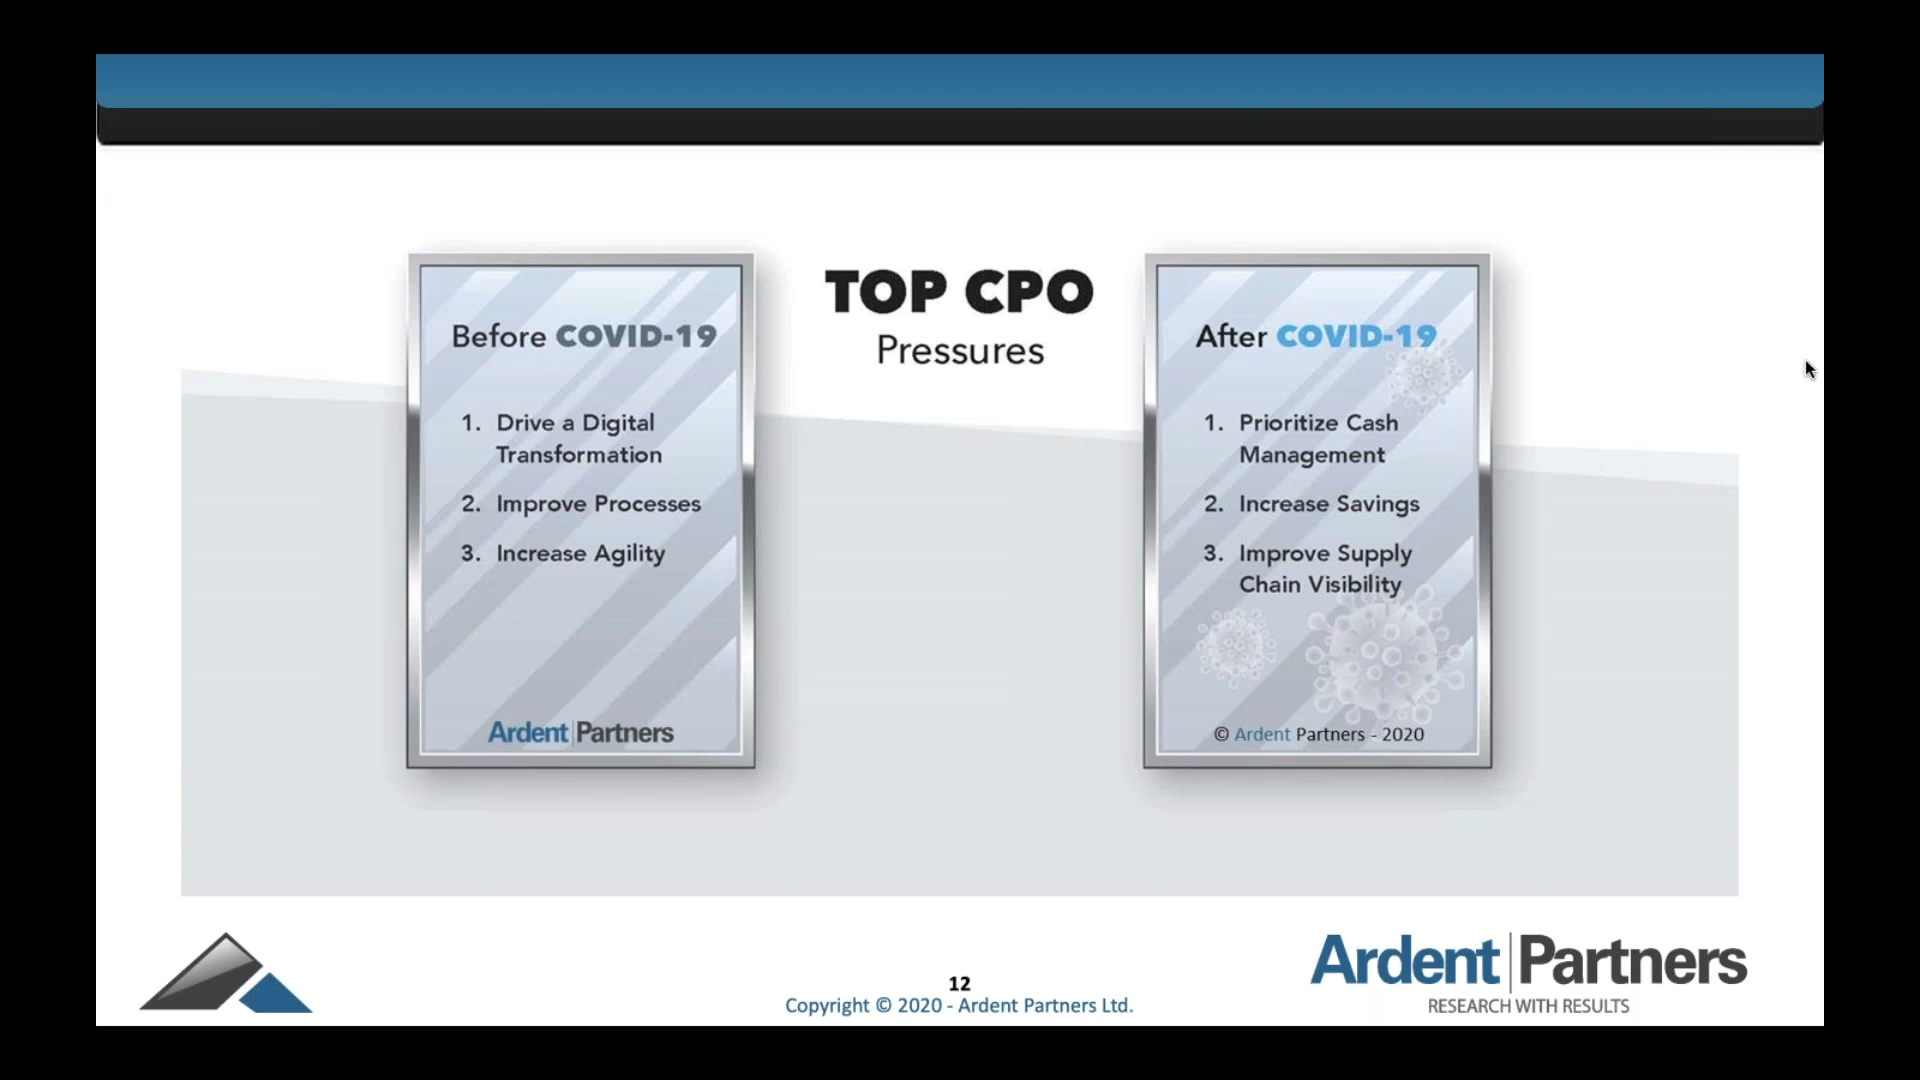 TOP CPO
Pressures
Before COVID-19
1. Drive a Digital
Transformation
2. Improve Processes
3. Increase Agility
Ardent Partners
After COVID-19
1. Prioritize Cash
Management
2. Increase Savings
3. Improve Supply
Chain Visibility
© Ardent Partners - 2020
12
Copyright © 2020 - Ardent Partners Ltd.
Ardent Partners
RESEARCH WITH RESULTS